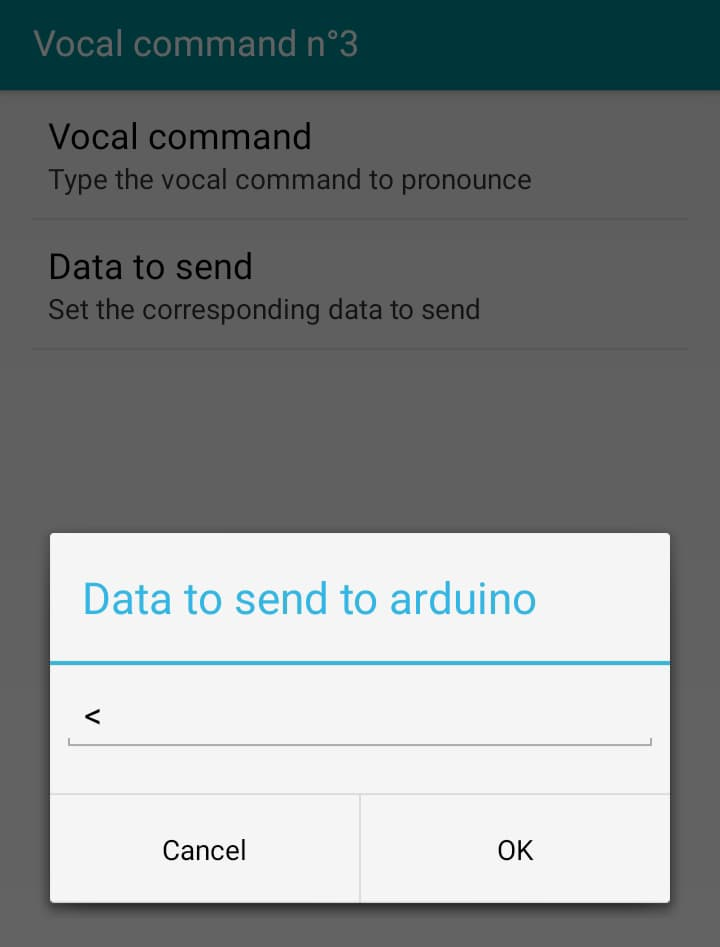 Vocal command n°3
Vocal command
Type the vocal command to pronounce
Data to send
Set the corresponding data to send
Data to send to arduino
<
Cancel
OK